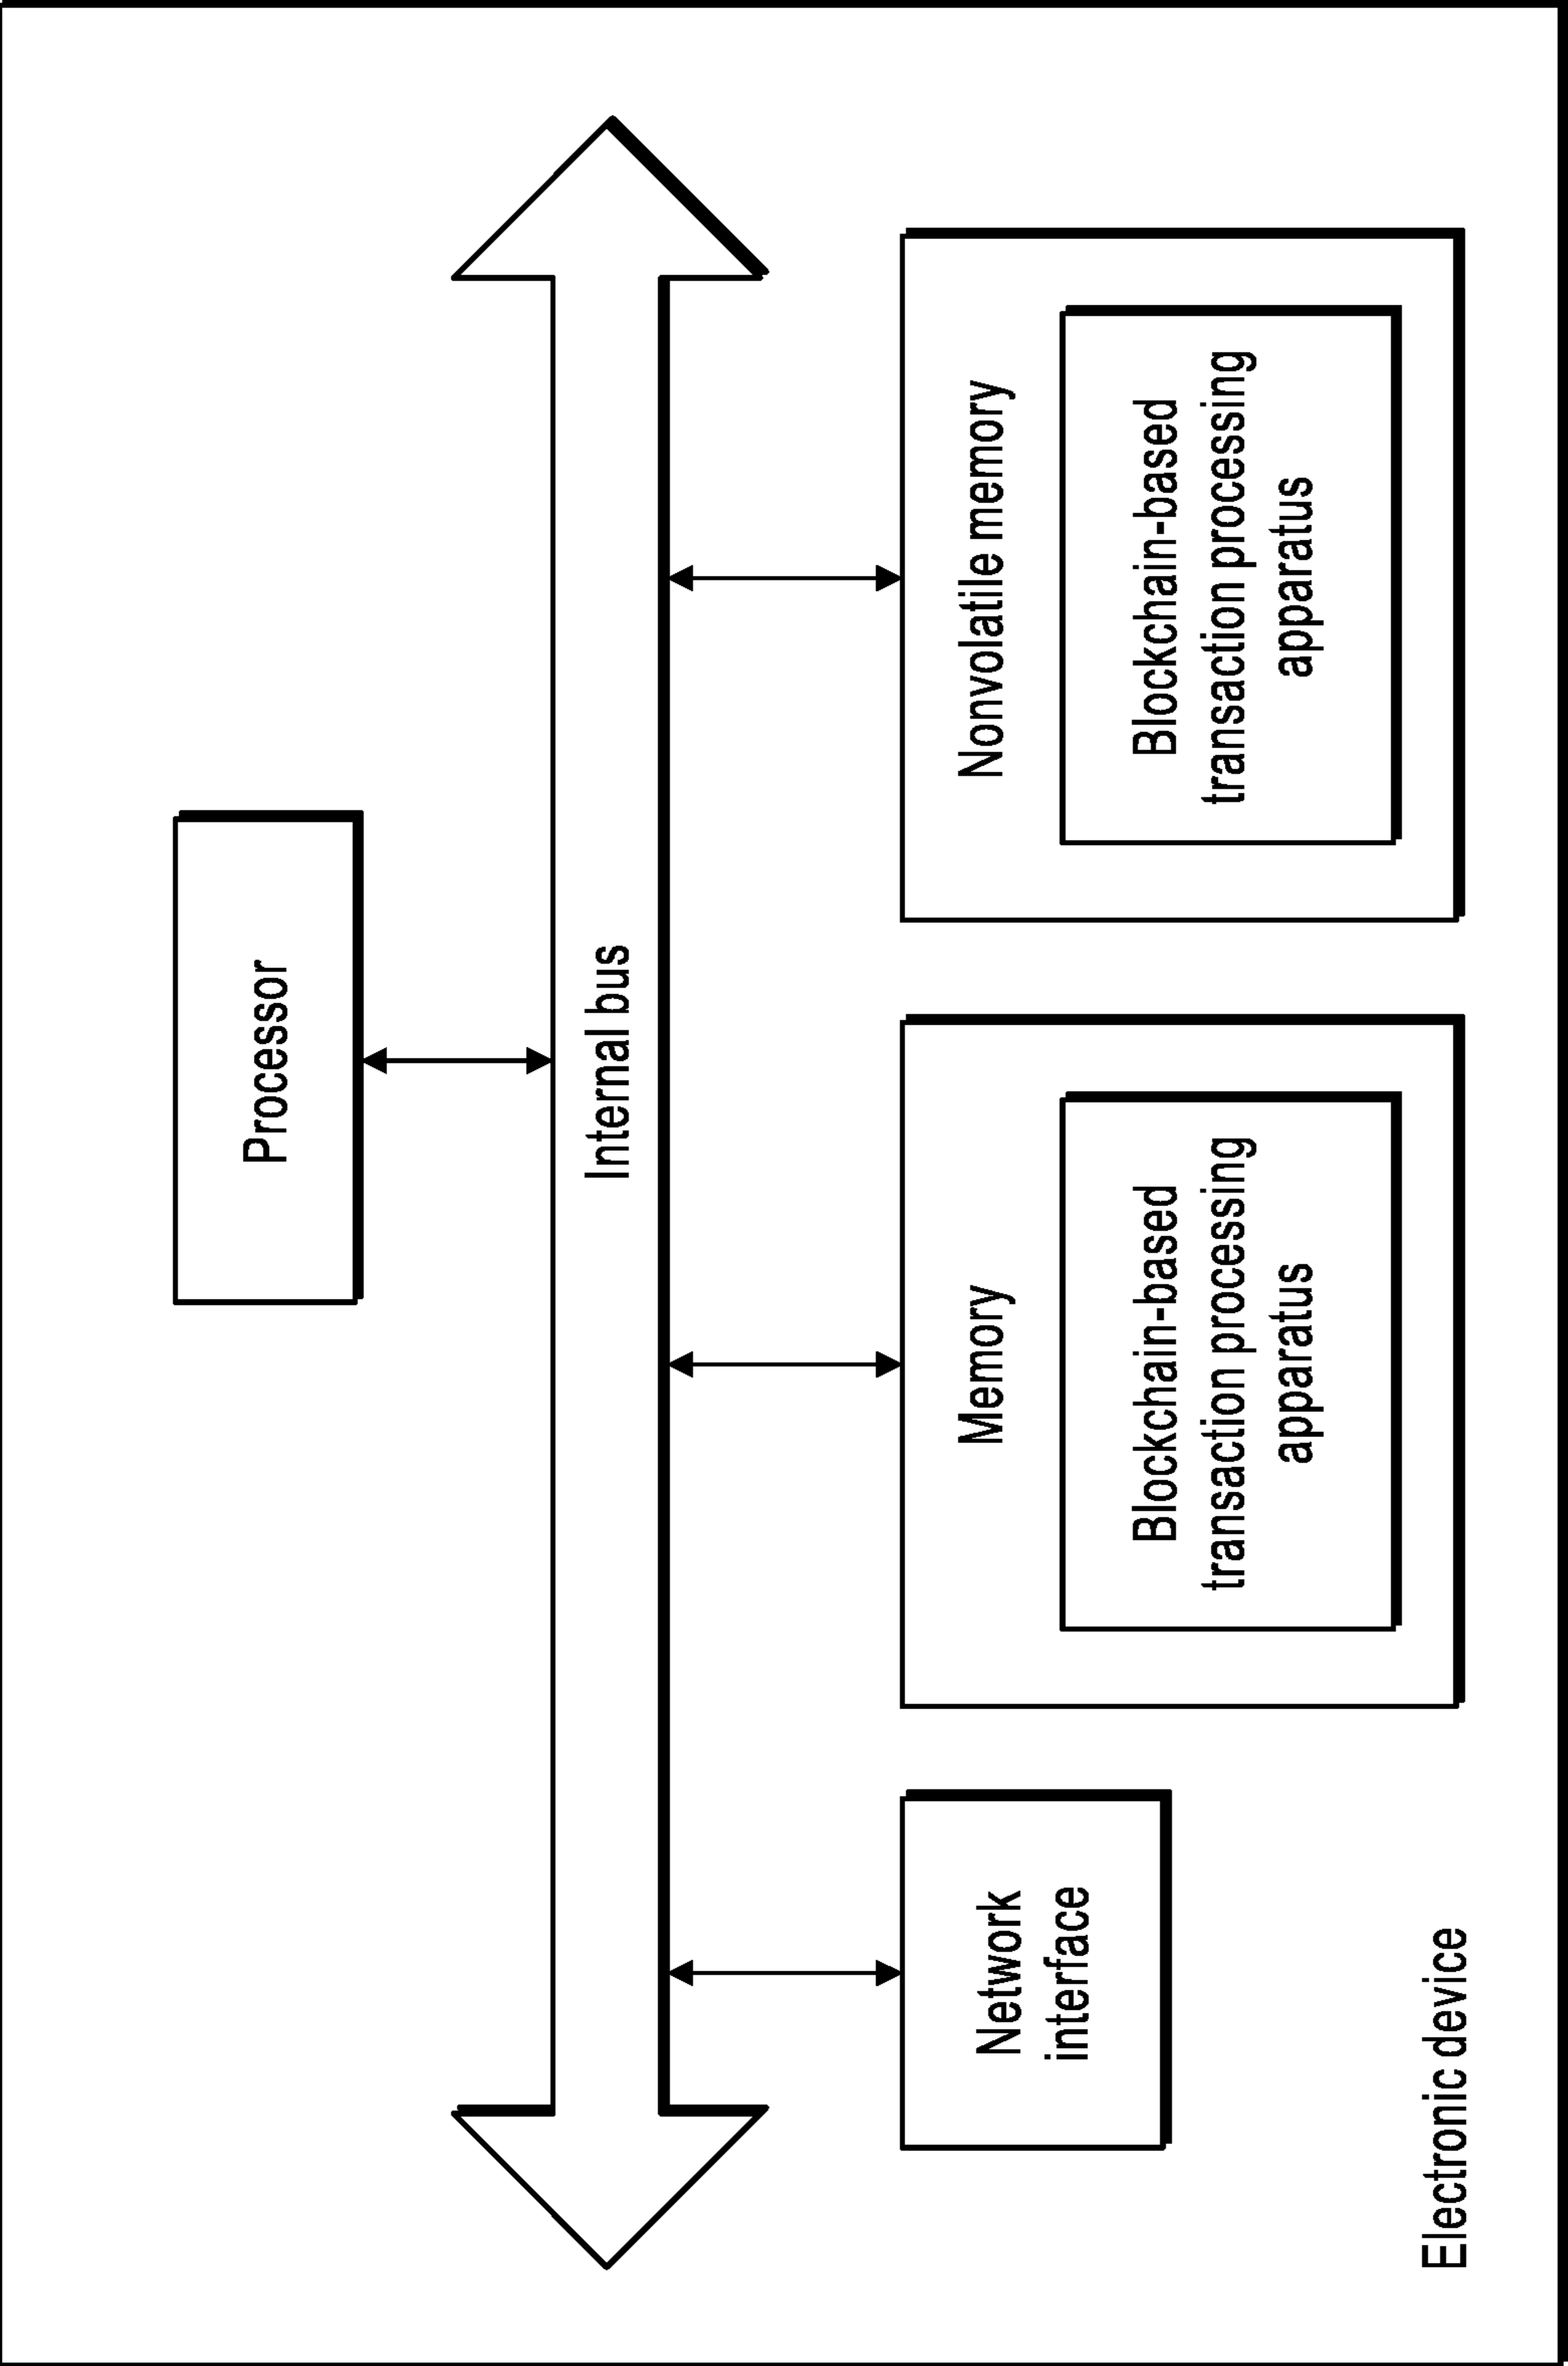 Processor
Internal bus
Network
interface
Memory
Blockchain-based
transaction processing
apparatus
Nonvolatile memory
Blockchain-based
transaction processing
apparatus
Electronic device